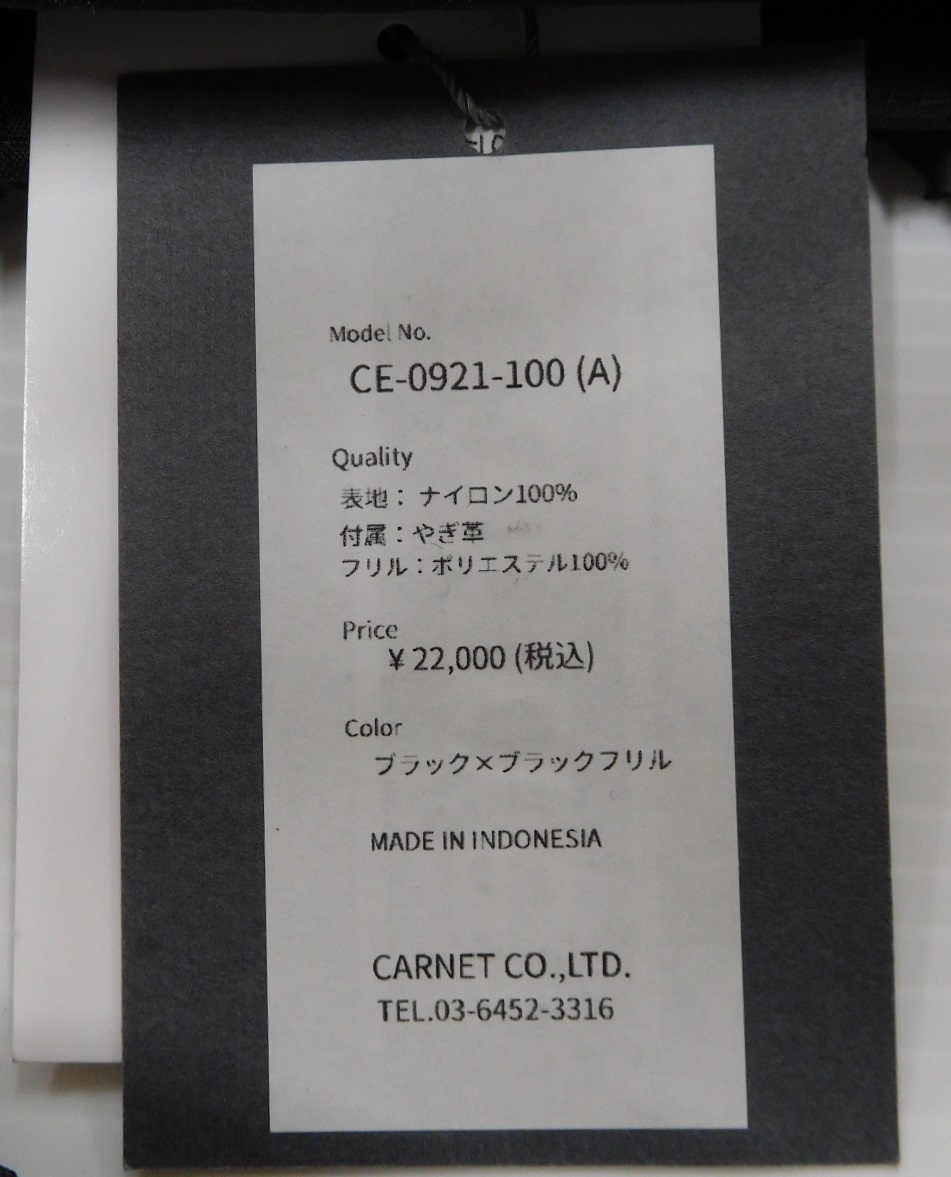 Model No.
CE-0921-100 (A)
Quality
表地： ナイロン100%
付属：やぎ革
フリル：ポリエステル100%
Price
¥ 22,000 (税込)
Color
ブラック×ブラックフリル
MADE IN INDONESIA
CARNET CO.,LTD.
TEL.03-6452-3316